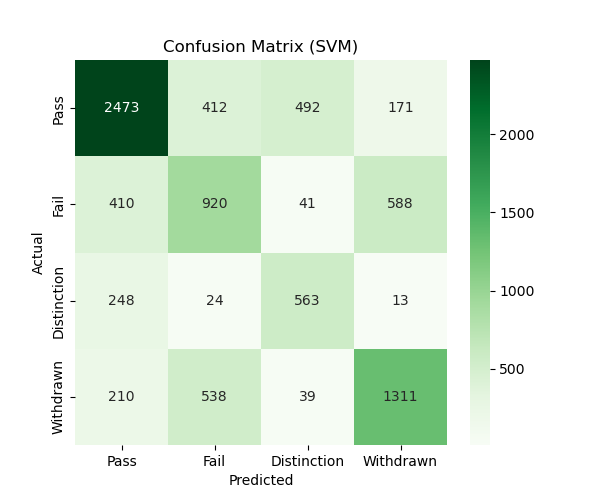 Confusion Matrix (SVM)
Actual
Pass 2473 412 492 171
Fail 410 920 41 588
Distinction 248 24 563 13
Withdrawn 210 538 39 1311
Pass Fail Distinction Withdrawn
Predicted
2000
1500
1000
500